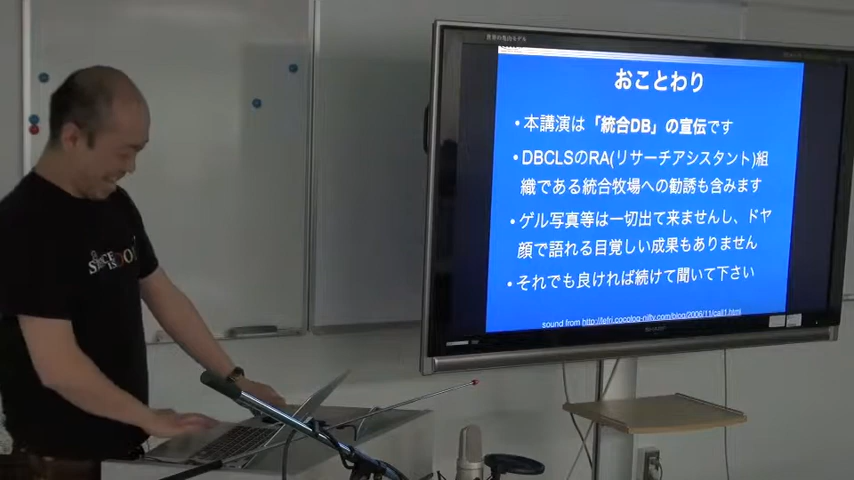 おことわり
・本講演は「統合DB」の宣伝です
・DBCLSのRA(リサーチアシスタント)組
織である統合牧場への勧誘も含みます
・ゲル写真等は一切出て来ませんし、ドヤ
顔で語れる目覚しい成果もありません
・それでも良ければ続けて聞いて下さい
sound from http://lefri.cocolog-nifty.com/blog/2006/11/call1.html
SHARP